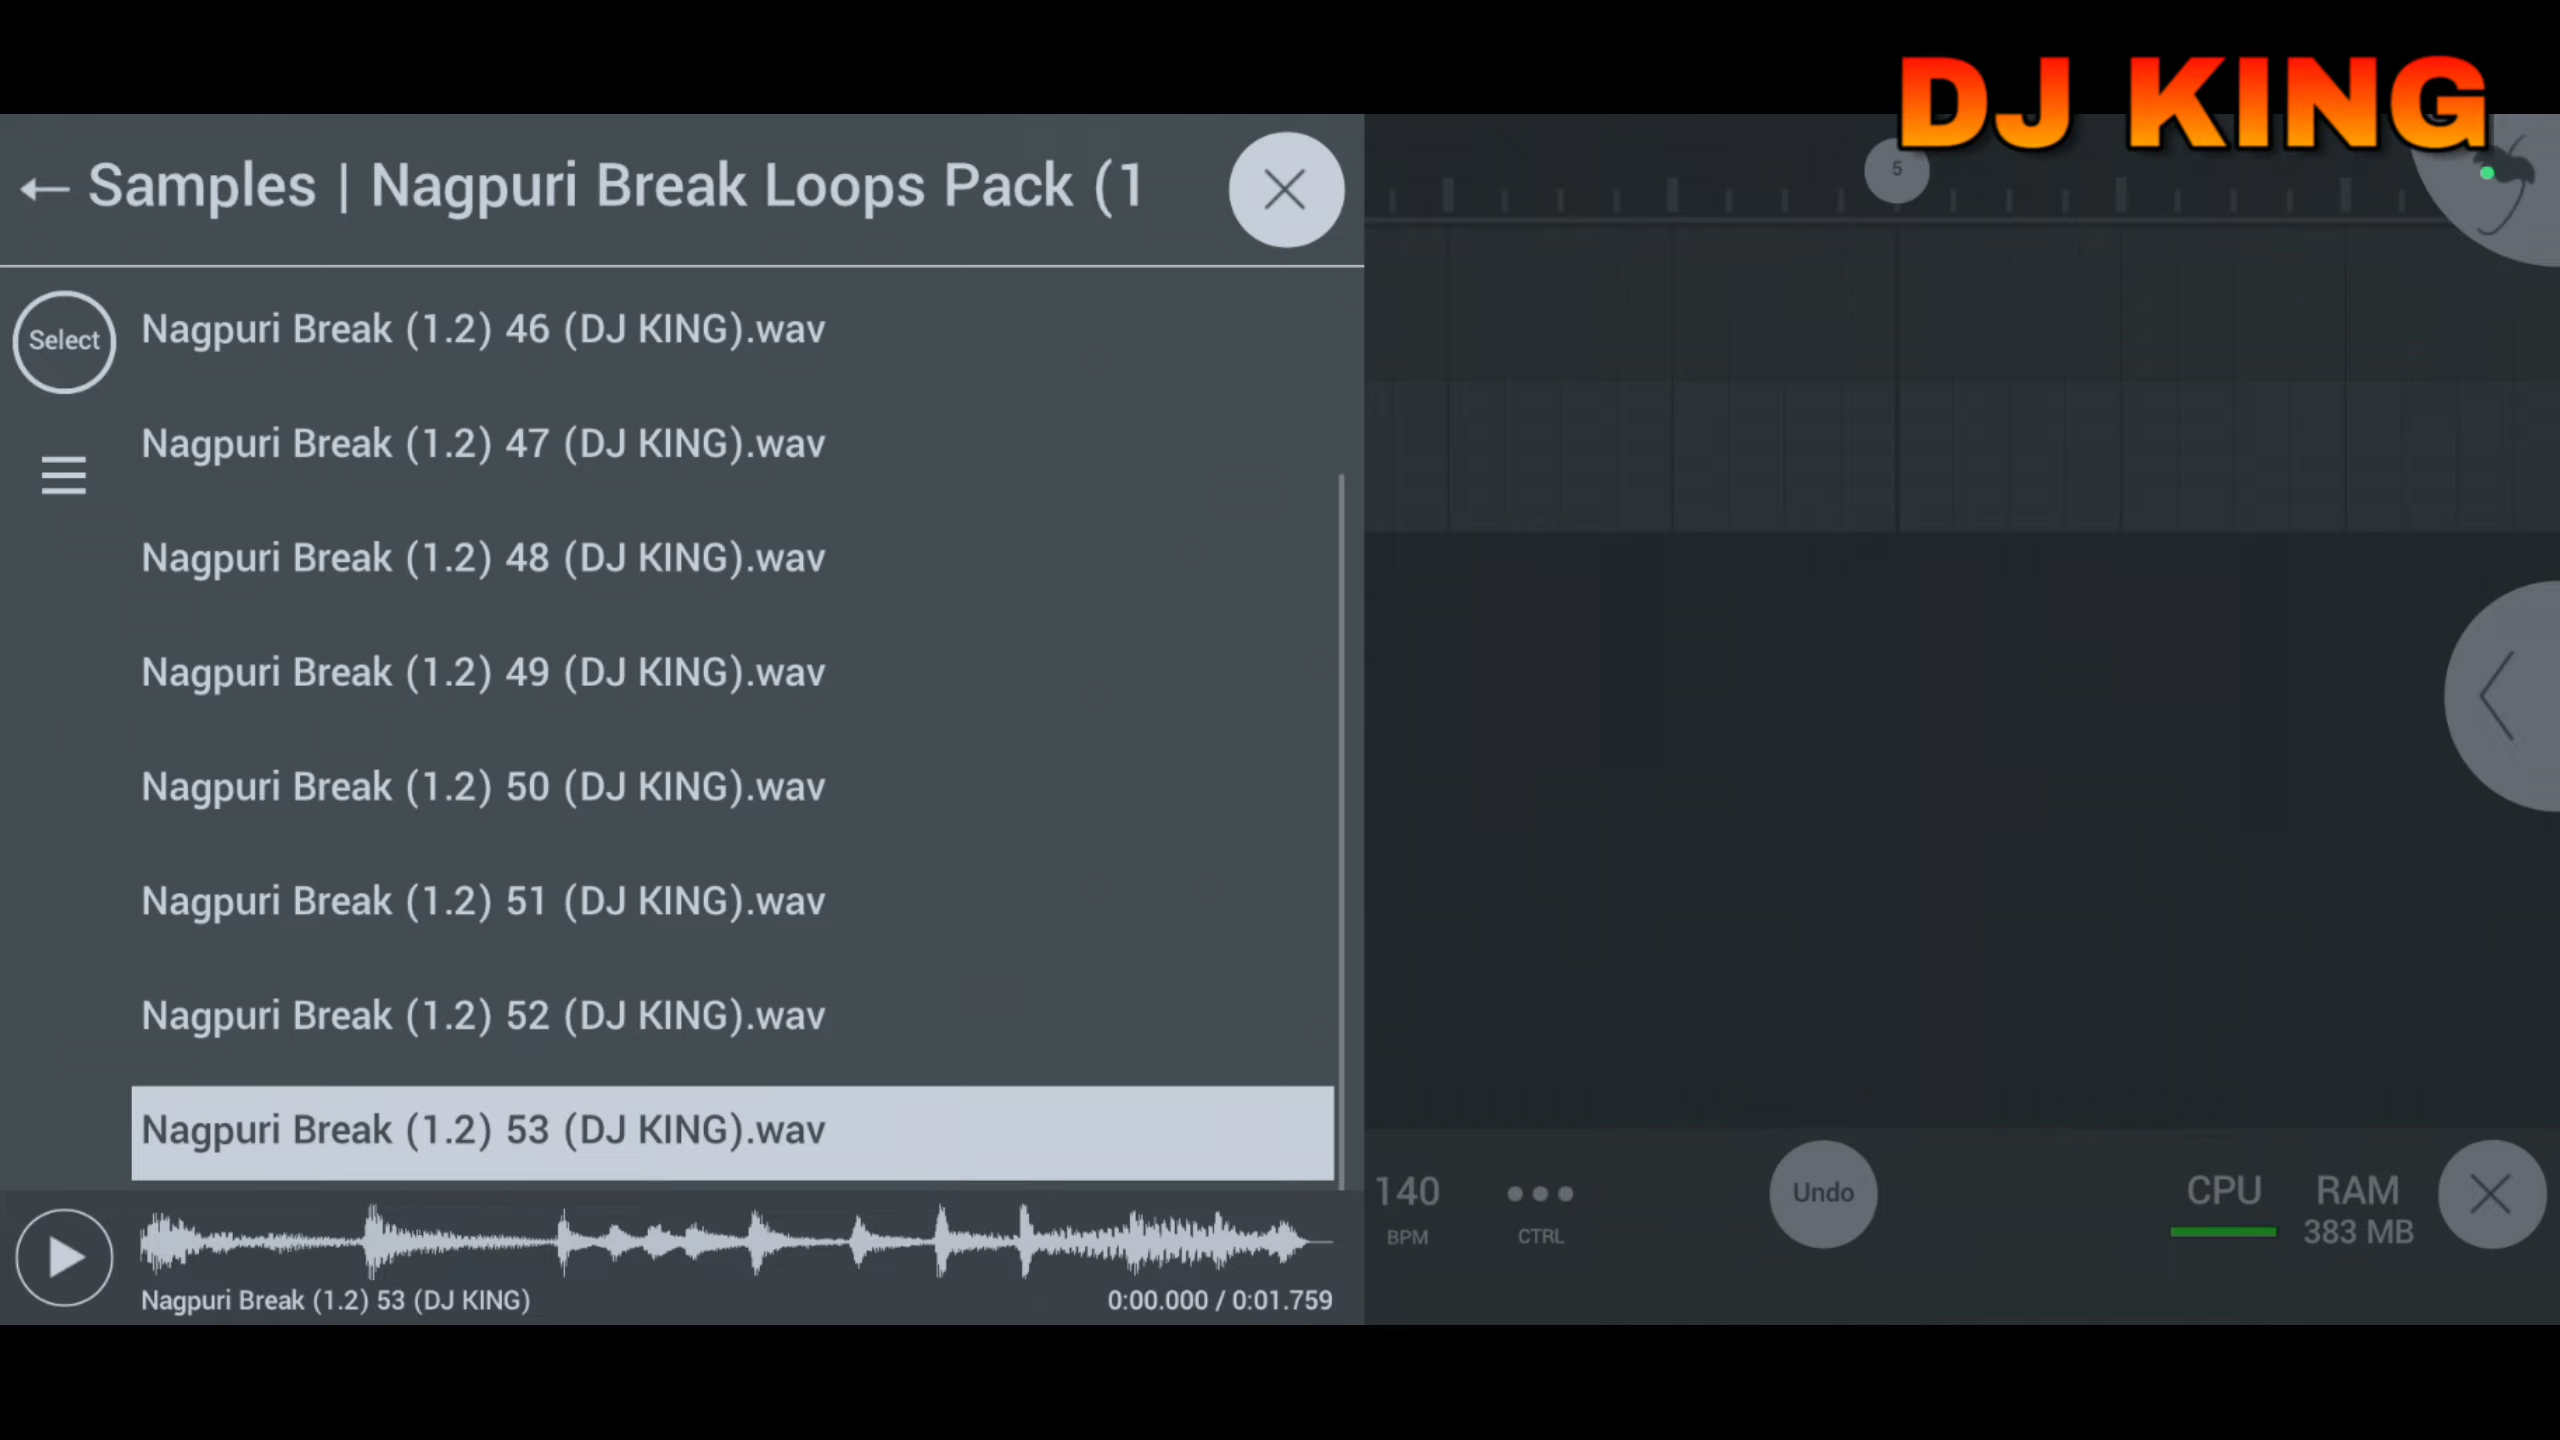 DJ KING
Samples | Nagpuri Break Loops Pack (1
5
Select
Nagpuri Break (1.2) 46 (DJ KING).wav
Nagpuri Break (1.2) 47 (DJ KING).wav
Nagpuri Break (1.2) 48 (DJ KING).wav
Nagpuri Break (1.2) 49 (DJ KING).wav
Nagpuri Break (1.2) 50 (DJ KING).wav
Nagpuri Break (1.2) 51 (DJ KING).wav
Nagpuri Break (1.2) 52 (DJ KING).wav
Nagpuri Break (1.2) 53 (DJ KING).wav
Nagpuri Break (1.2) 53 (DJ KING)
0:00.000 / 0:01.759
140
BPM
CTRL
Undo
CPU
RAM
383 MB